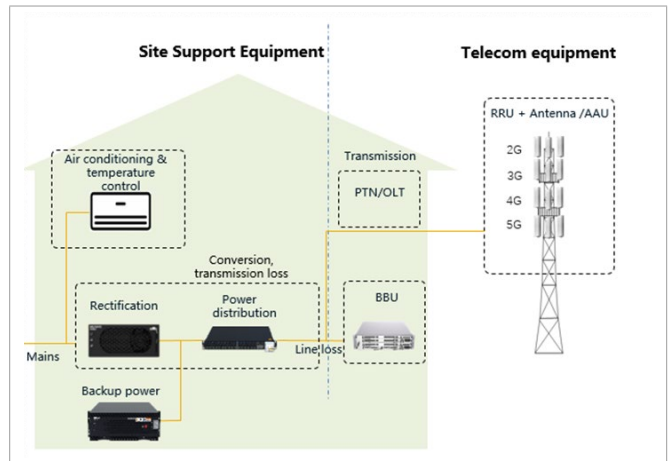 Site Support Equipment
Telecom equipment
RRU + Antenna /AAU
2G
3G
4G
5G
Air conditioning &
temperature
control
Transmission
PTN/OLT
Conversion,
transmission loss
Rectification
Power
distribution
BBU
Mains
Line loss
Backup power